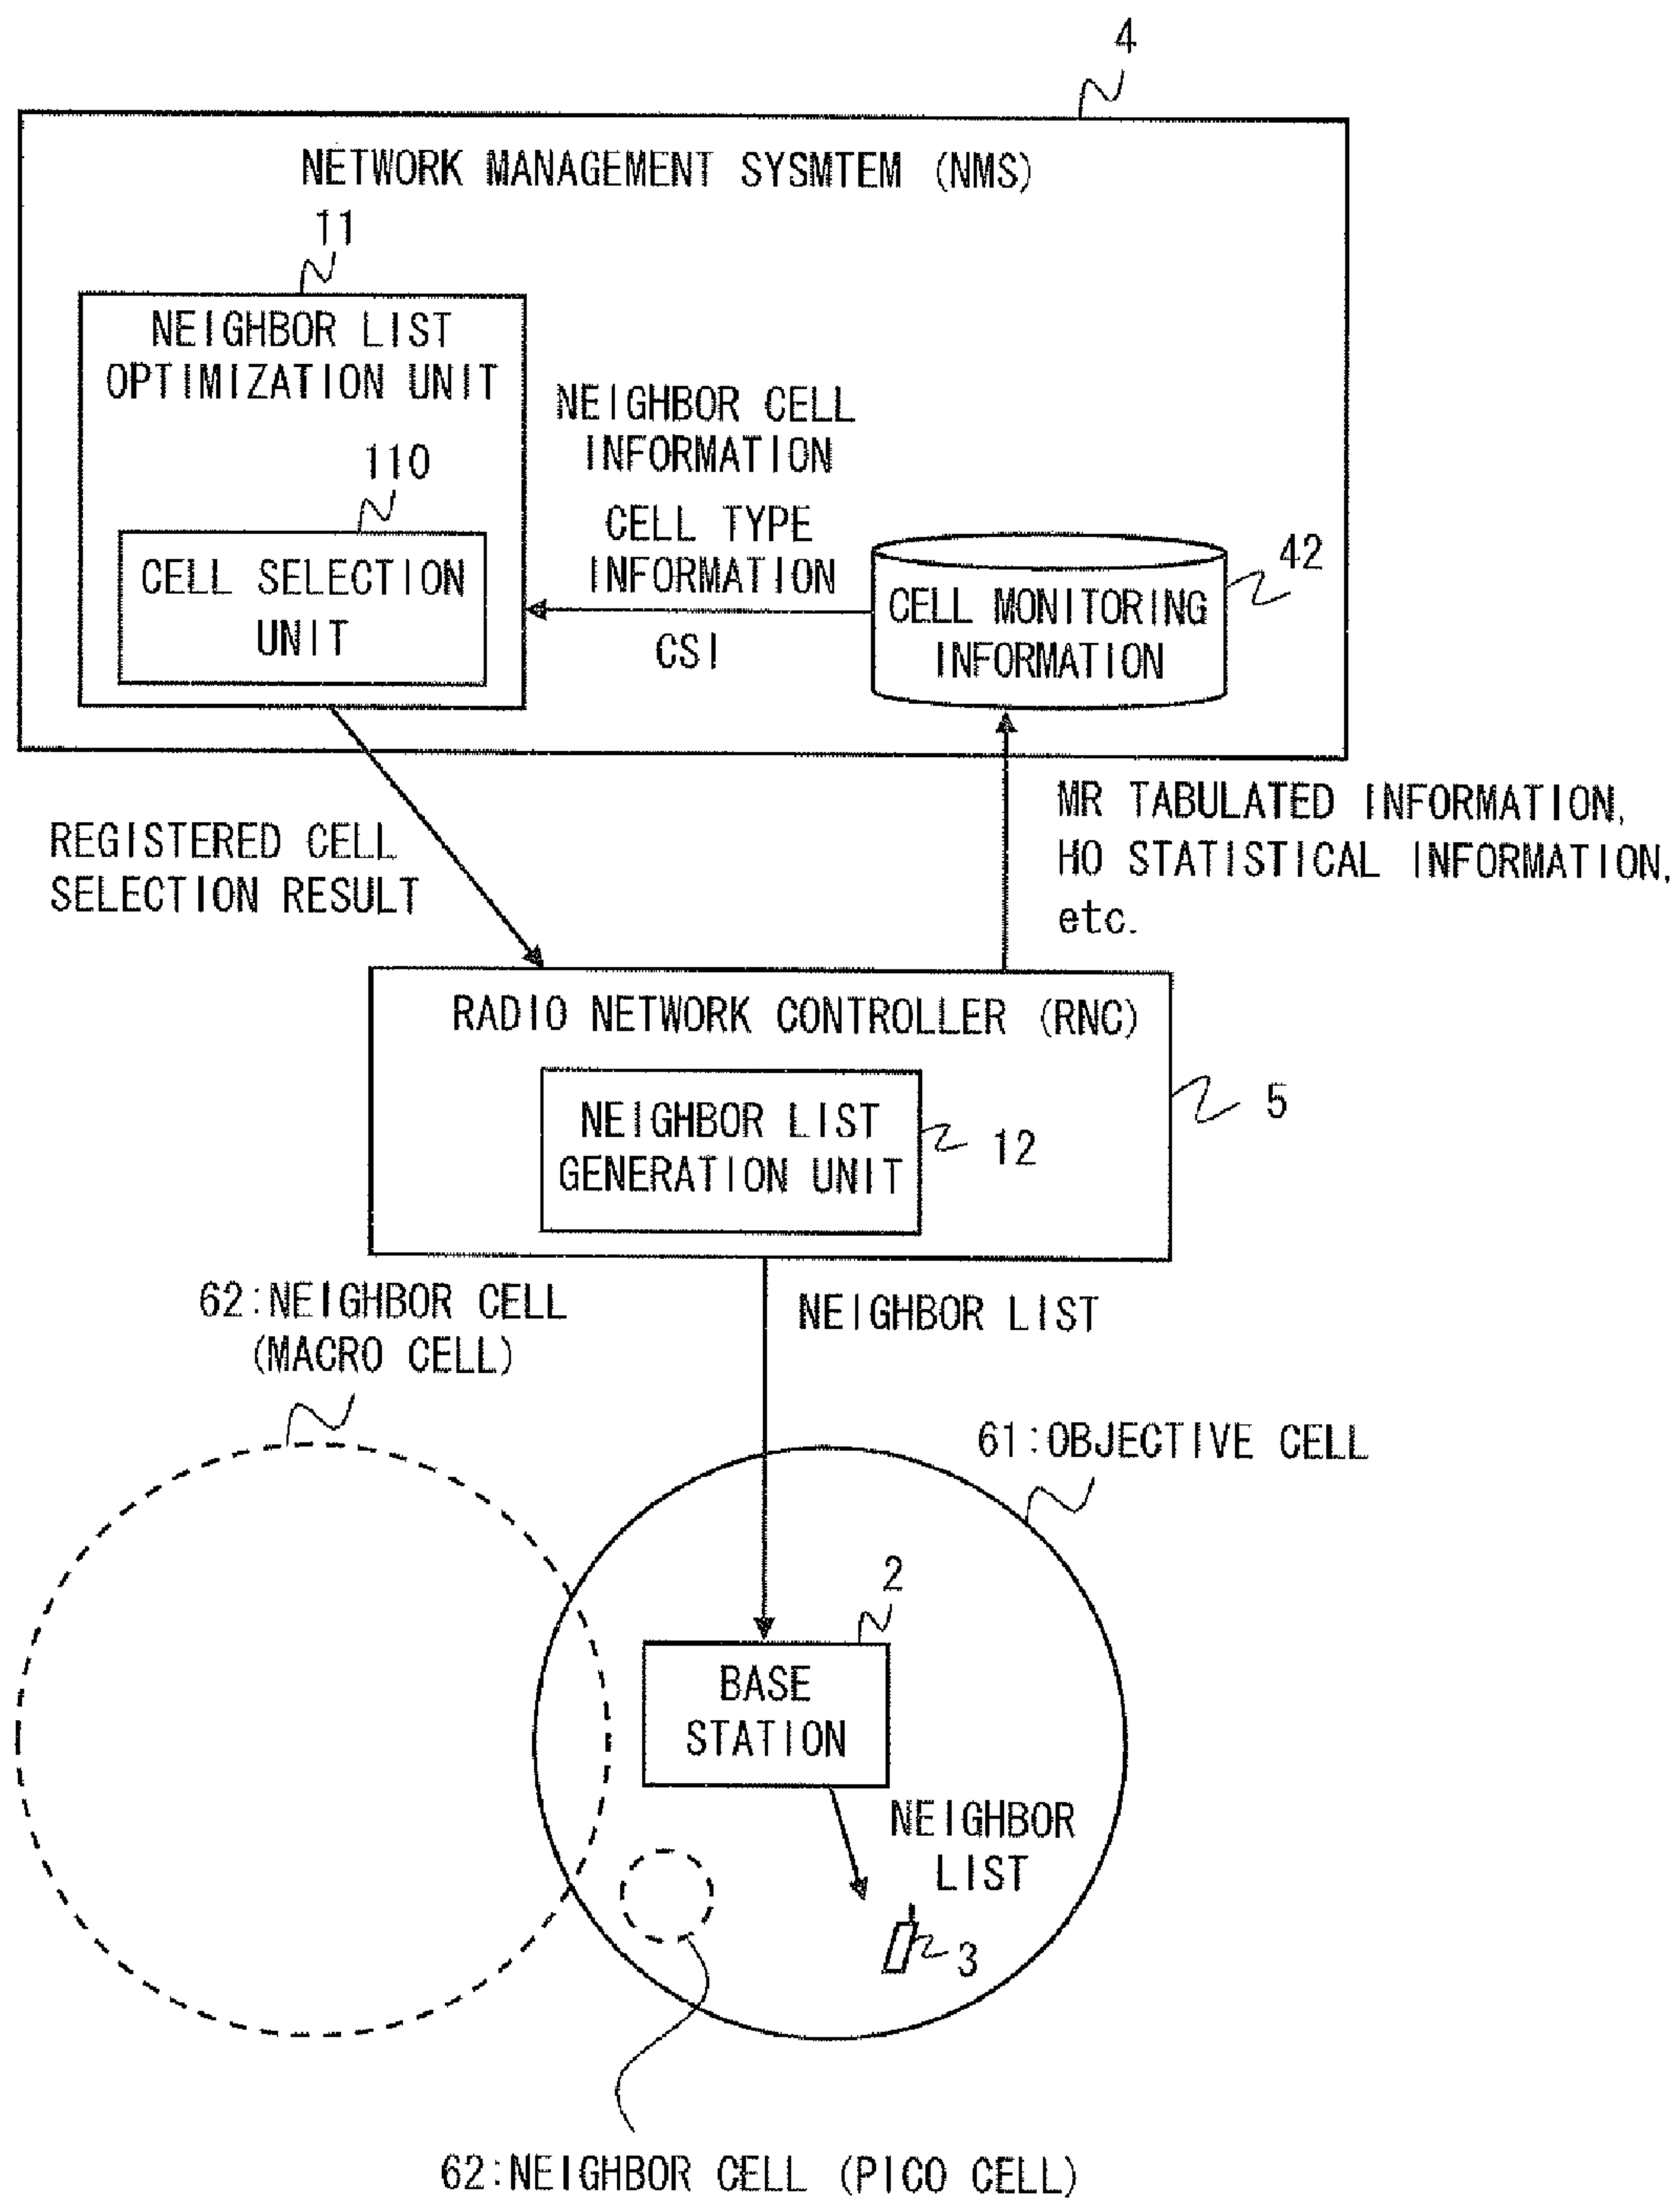 4
NETWORK MANAGEMENT SYSMTEM (NMS)
11
NEIGHBOR LIST
OPTIMIZATION UNIT
NEIGHBOR CELL
INFORMATION
110
CELL TYPE
INFORMATION
42
CELL SELECTION
UNIT
CELL MONITORING
INFORMATION
CSI
REGISTERED CELL
SELECTION RESULT
MR TABULATED INFORMATION,
HO STATISTICAL INFORMATION,
etc.
RADIO NETWORK CONTROLLER (RNC)
5
NEIGHBOR LIST
GENERATION UNIT
12
62:NEIGHBOR CELL
(MACRO CELL)
NEIGHBOR LIST
61:OBJECTIVE CELL
2
BASE
STATION
NEIGHBOR
LIST
3
62:NEIGHBOR CELL (PICO CELL)